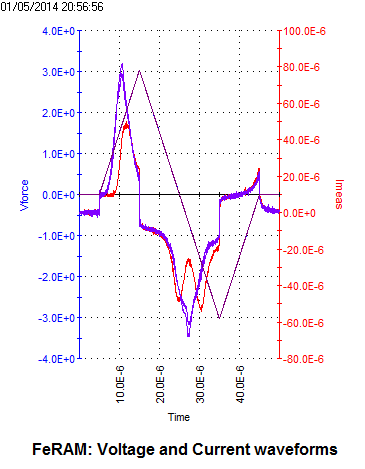 01/05/2014 20:56:56
4.0E+0
3.0E+0
2.0E+0
1.0E+0
0.0E+0
-1.0E+0
-2.0E+0
-3.0E+0
-4.0E+0
Vforce
100.0E-6
80.0E-6
60.0E-6
40.0E-6
20.0E-6
0.0E+0
-20.0E-6
-40.0E-6
-60.0E-6
-80.0E-6
Imeas
10.0E-6
20.0E-6
30.0E-6
40.0E-6
Time
FeRAM: Voltage and Current waveforms